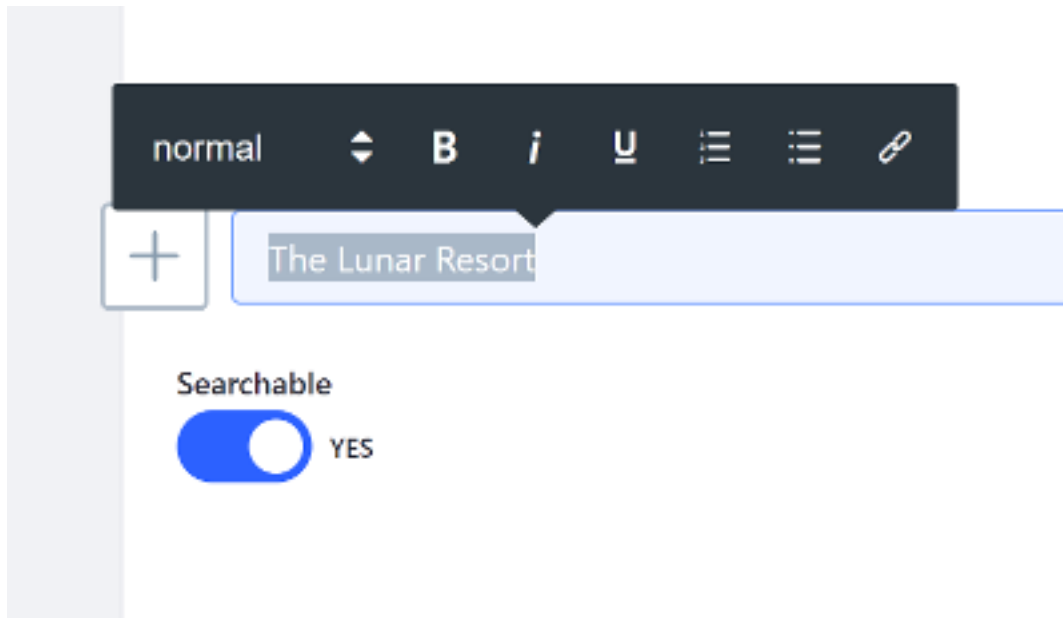 normal B i U
The Lunar Resort
Searchable
YES